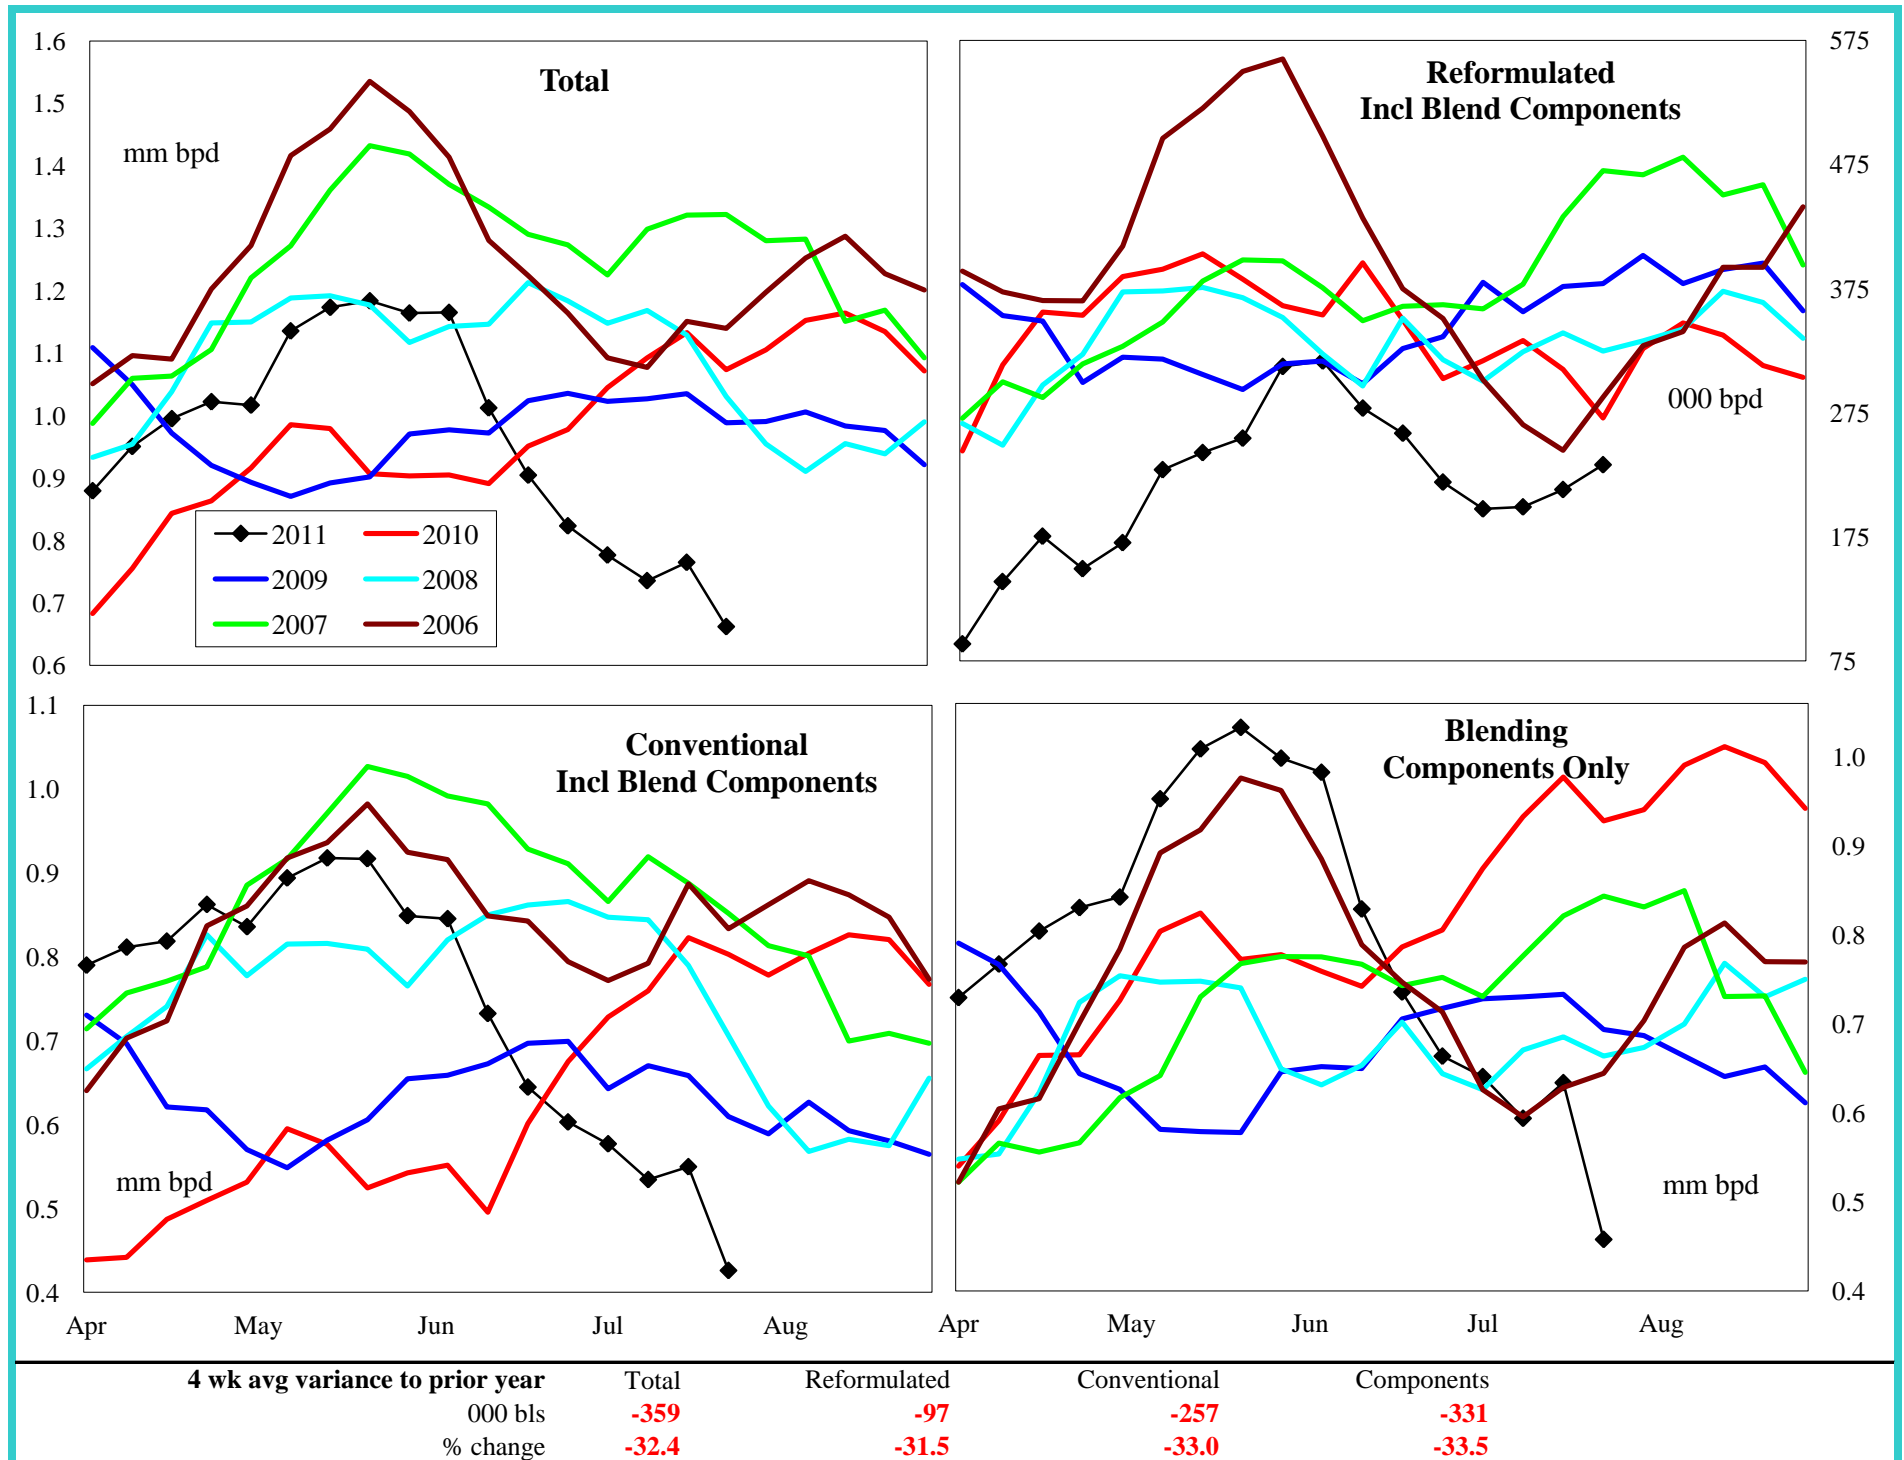 1.6
1.5
1.4
1.3
1.2
1.1
1.0
0.9
0.8
0.7
0.6
Total
mm bpd
2011 2010
2009 2008
2007 2006
Reformulated
Incl Blend Components
000 bpd
575
475
375
275
175
75
1.1
1.0
0.9
0.8
0.7
0.6
0.5
0.4
Conventional
Incl Blend Components
mm bpd
Apr May Jun Jul Aug
Blending
Components Only
mm bpd
1.0
0.9
0.8
0.7
0.6
0.5
0.4
Apr May Jun Jul Aug
4 wk avg variance to prior year Total Reformulated Conventional Components
000 bls -359 -97 -257 -331
% change -32.4 -31.5 -33.0 -33.5